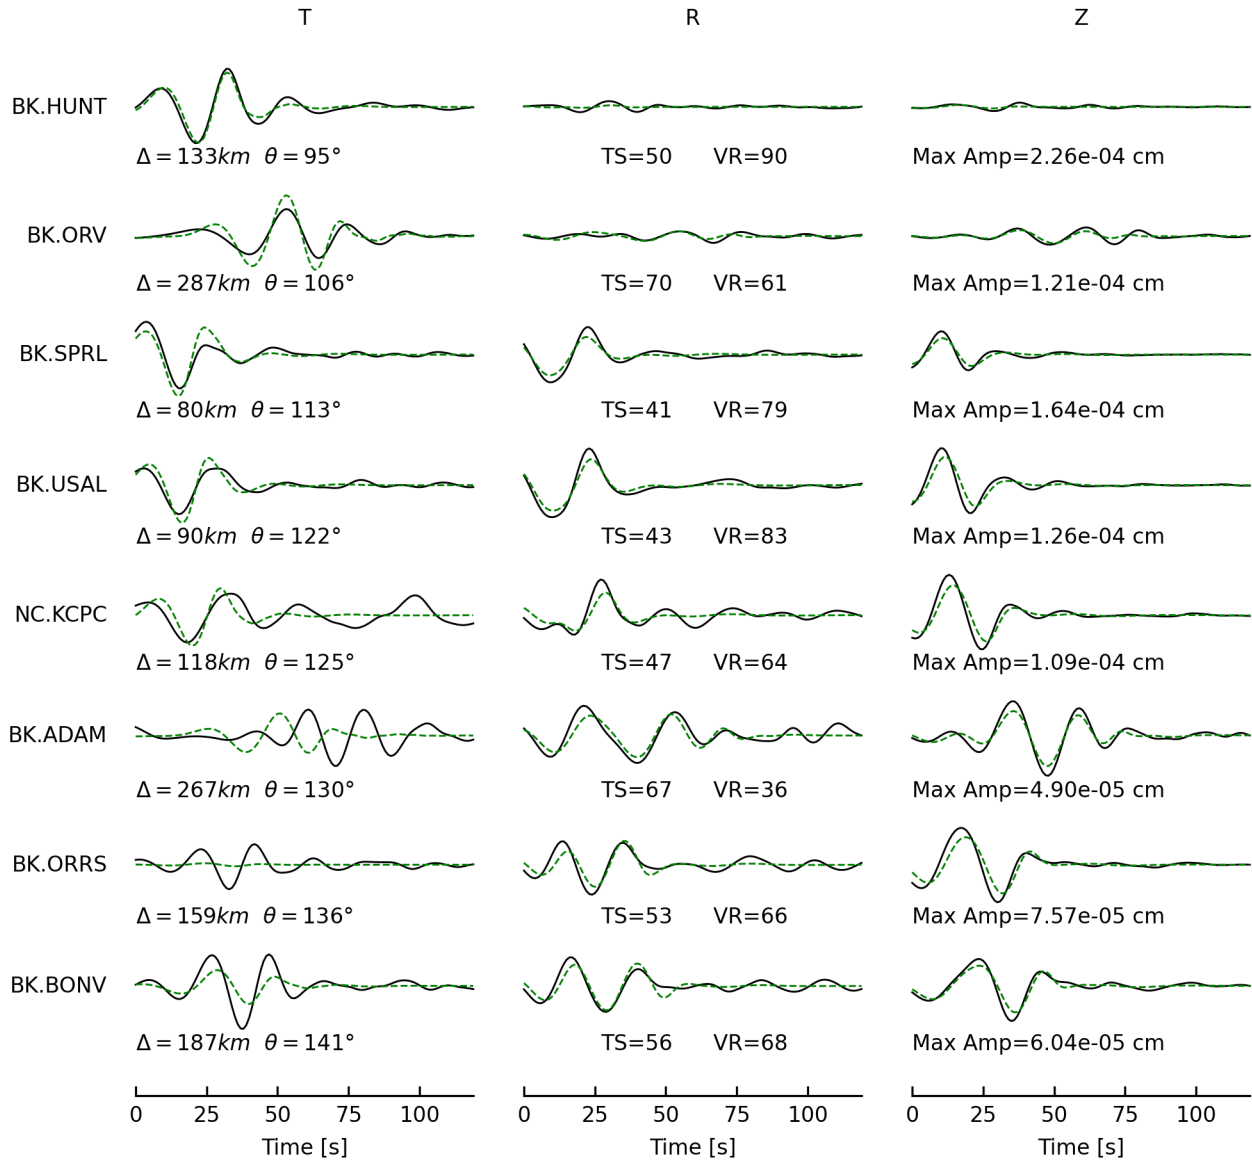 T R Z
BK.HUNT
Δ = 133km θ = 95° TS=50 VR=90 Max Amp=2.26e-04 cm
BK.ORV
Δ = 287km θ = 106° TS=70 VR=61 Max Amp=1.21e-04 cm
BK.SPRL
Δ = 80km θ = 113° TS=41 VR=79 Max Amp=1.64e-04 cm
BK.USAL
Δ = 90km θ = 122° TS=43 VR=83 Max Amp=1.26e-04 cm
NC.KCPC
Δ = 118km θ = 125° TS=47 VR=64 Max Amp=1.09e-04 cm
BK.ADAM
Δ = 267km θ = 130° TS=67 VR=36 Max Amp=4.90e-05 cm
BK.ORRS
Δ = 159km θ = 136° TS=53 VR=66 Max Amp=7.57e-05 cm
BK.BONV
Δ = 187km θ = 141° TS=56 VR=68 Max Amp=6.04e-05 cm
0 25 50 75 100 0 25 50 75 100 0 25 50 75 100
Time [s] Time [s] Time [s]